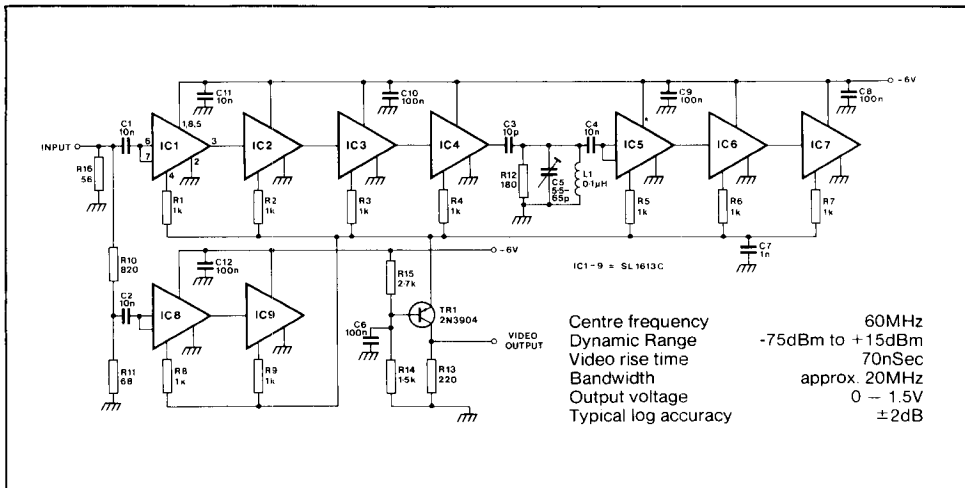 INPUT
R16
56
C1
10n
6
7
IC1
1,8,5
3
2
4
C11
10n
R1
1k
IC2
R2
1k
C10
100n
IC3
R3
1k
IC4
R4
1k
C3
10p
R12
180
C5
5·5-
65p
L1
0·1µH
C4
10n
IC5
R5
1k
C9
100n
IC6
R6
1k
IC7
R7
1k
C8
100n
-6V
C7
1n
IC1-9 = SL1613C
R10
820
C2
10n
R11
68
IC8
R8
1k
C12
100n
IC9
R9
1k
-6V
R15
2·7k
C6
100n
R14
1·5k
TR1
2N3904
VIDEO
OUTPUT
R13
220
Centre frequency 60MHz
Dynamic Range -75dBm to +15dBm
Video rise time 70nSec
Bandwidth approx. 20MHz
Output voltage 0 – 1.5V
Typical log accuracy ±2dB